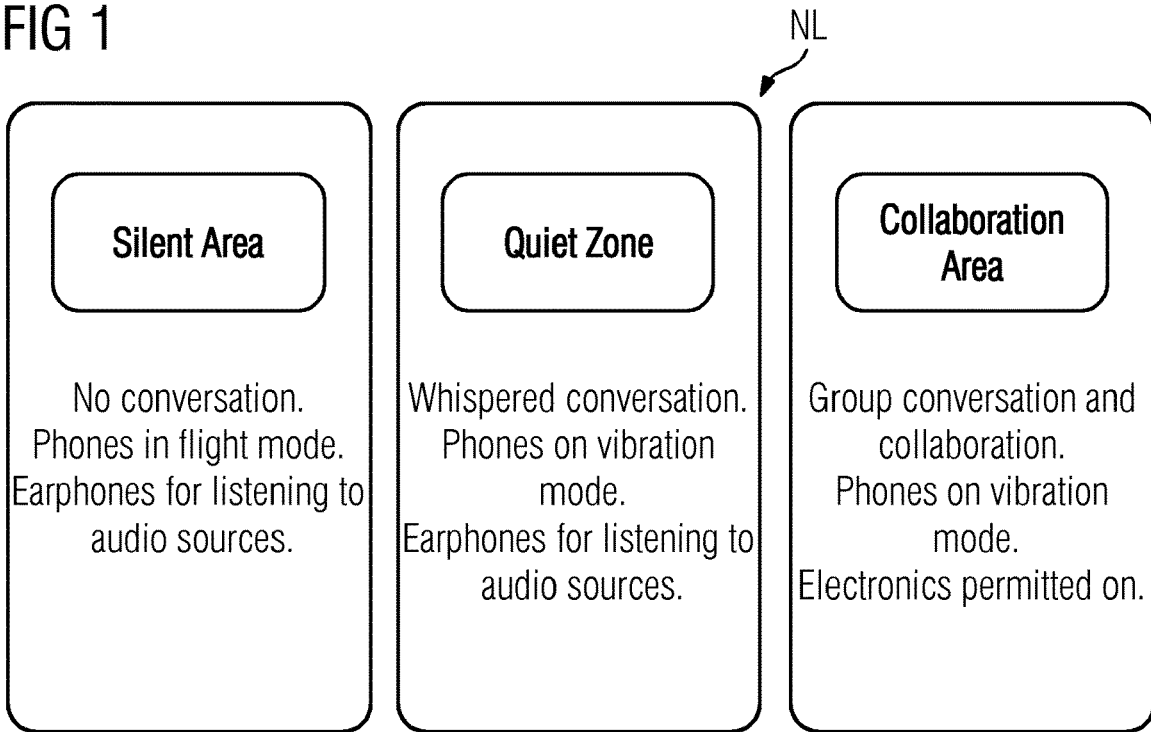 FIG 1
NL
Silent Area
No conversation.
Phones in flight mode.
Earphones for listening to
audio sources.
Quiet Zone
Whispered conversation.
Phones on vibration
mode.
Earphones for listening to
audio sources.
Collaboration
Area
Group conversation and
collaboration.
Phones on vibration
mode.
Electronics permitted on.